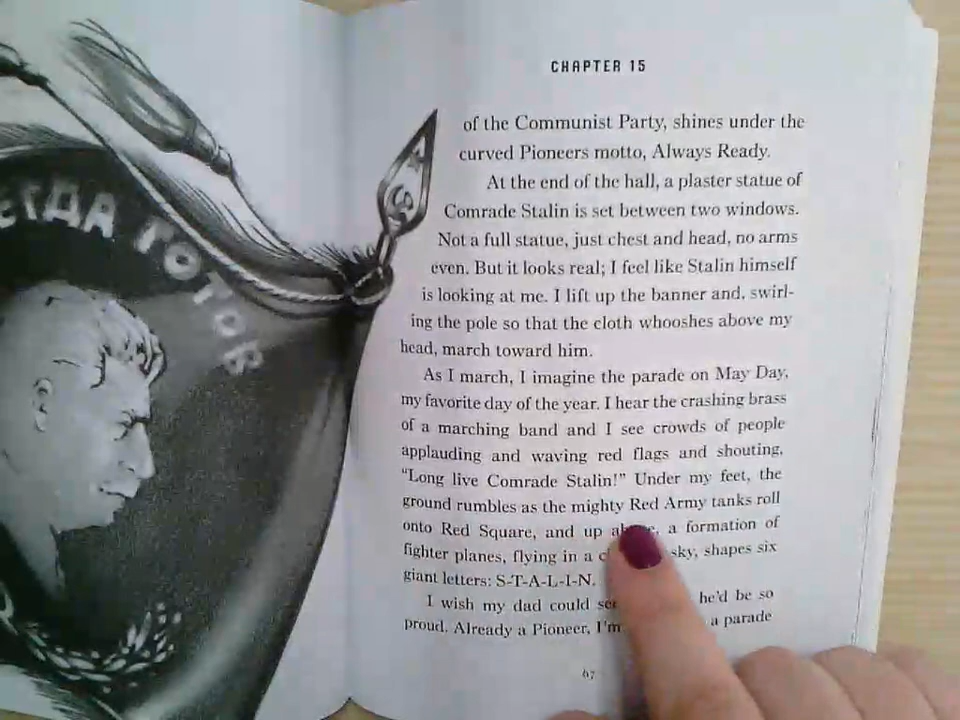 ЕГДА ГОТОВ
CHAPTER 15
of the Communist Party, shines under the
curved Pioneers motto, Always Ready.
At the end of the hall, a plaster statue of
Comrade Stalin is set between two windows.
Not a full statue, just chest and head, no arms
even. But it looks real; I feel like Stalin himself
is looking at me. I lift up the banner and, swirl-
ing the pole so that the cloth whooshes above my
head, march toward him.
As I march, I imagine the parade on May Day,
my favorite day of the year. I hear the crashing brass
of a marching band and I see crowds of people
applauding and waving red flags and shouting,
"Long live Comrade Stalin!" Under my feet, the
ground rumbles as the mighty Red Army tanks roll
onto Red Square, and up above, a formation of
fighter planes, flying in a sky, shapes six
giant letters: S-T-A-L-I-N.
I wish my dad could he'd be so
proud. Already a Pioneer, I'm a parade
67